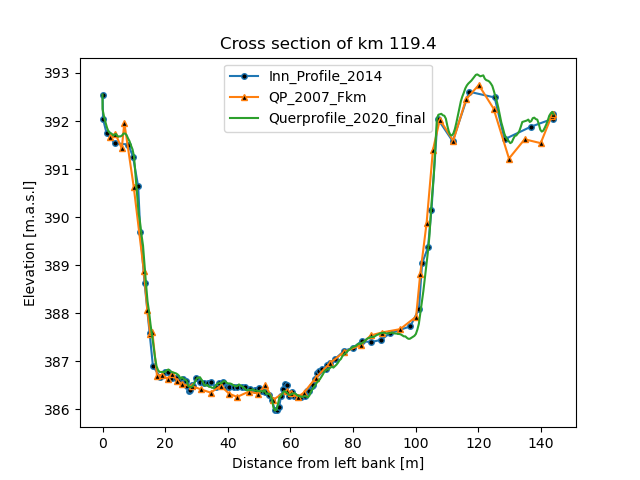 Cross section of km 119.4
Inn_Profile_2014
QP_2007_Fkm
Querprofile_2020_final
Elevation [m.a.s.l]
393
392
391
390
389
388
387
386
0 20 40 60 80 100 120 140
Distance from left bank [m]